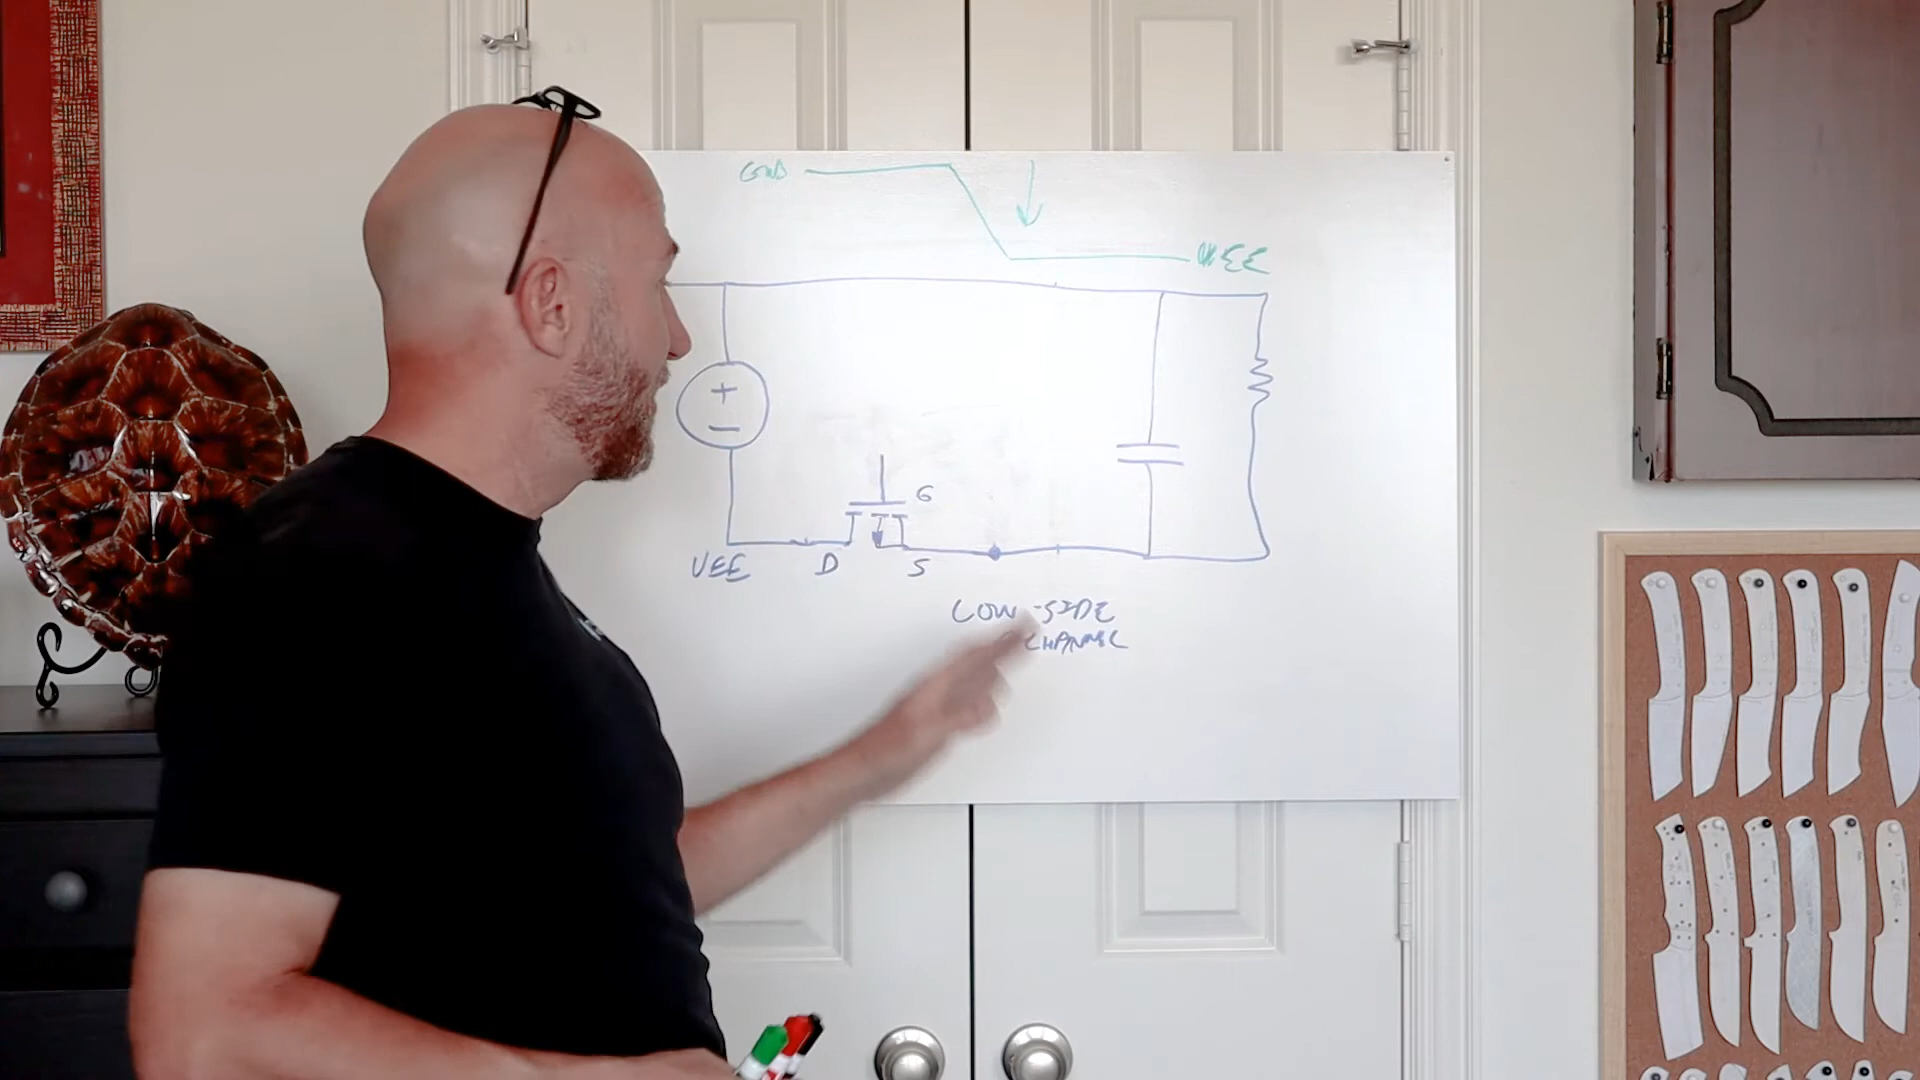 GND
VEE
+
−
G
VEE
D
S
LOW-SIDE
CHANNEL